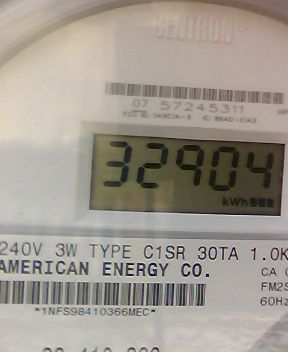 CENTRON
07 57245311
32904
kWh
240V 3W TYPE C1SR 30TA 1.0K
AMERICAN ENERGY CO.
CA
FM2S
60Hz
*1NFS98410366MEC*